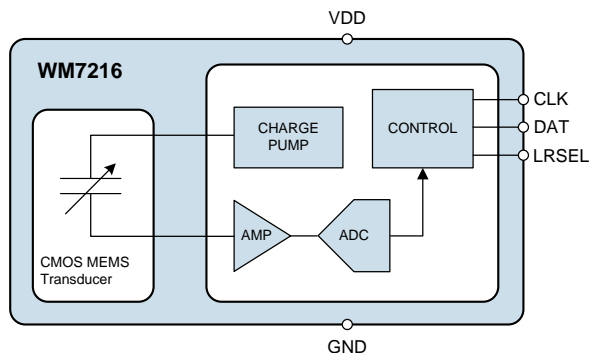 VDD
WM7216
CHARGE
PUMP
CONTROL
CLK
DAT
LRSEL
AMP
ADC
CMOS MEMS
Transducer
GND